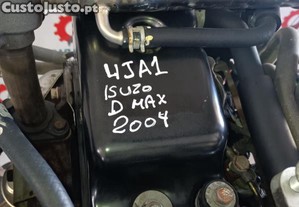 CustoJusto.pt
4JA1
ISUZO
D MAX
2004